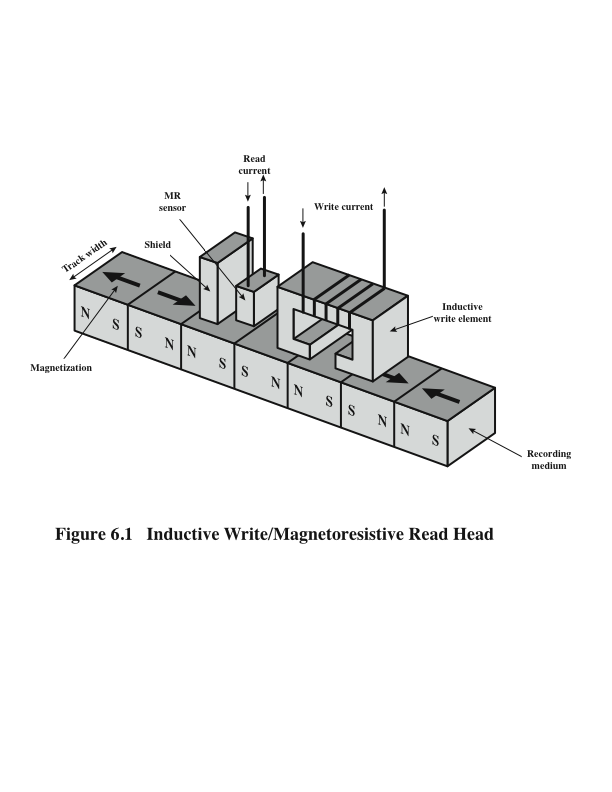 Read
current
MR
sensor
Write current
Shield
Track width
Inductive
write element
Magnetization
N S S N N S S N N S S N N S
Recording
medium
Figure 6.1 Inductive Write/Magnetoresistive Read Head